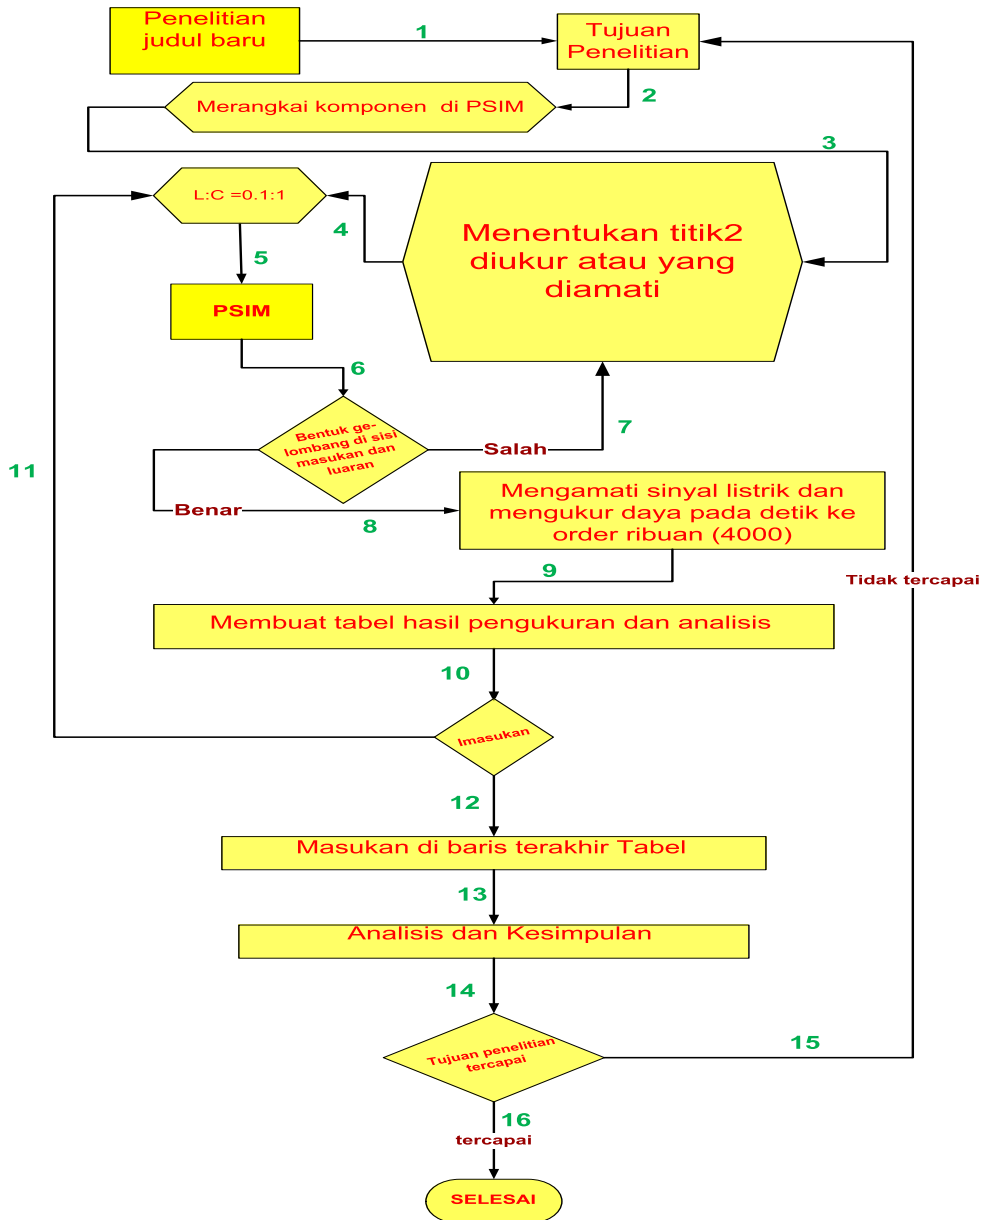 Penelitian
judul baru
1
Tujuan
Penelitian
2
Merangkai komponen di PSIM
3
L:C =0.1:1
4
Menentukan titik2
diukur atau yang
diamati
5
PSIM
6
Bentuk ge-
lombang di sisi
masukan dan
luaran
Salah
7
11
Benar
8
Mengamati sinyal listrik dan
mengukur daya pada detik ke
order ribuan (4000)
9
Tidak tercapai
Membuat tabel hasil pengukuran dan analisis
10
Imasukan
12
Masukan di baris terakhir Tabel
13
Analisis dan Kesimpulan
14
Tujuan penelitian
tercapai
15
16
tercapai
SELESAI